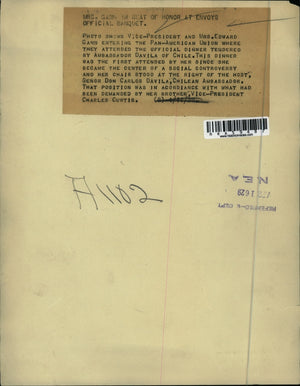 MRS. GANN IN SEAT OF HONOR AT ENVOYS
OFFICIAL BANQUET.
PHOTO SHOWS VICE-PRESIDENT AND MRS. EDWARD
GANN ENTERING THE PAN-AMERICAN UNION WHERE
THEY ATTENDED THE OFFICIAL DINNER TENDERED
BY AMBASSADOR DAVILA OF CHILE. THIS DINNER
WAS THE FIRST ATTENDED BY HER SINCE SHE
BECAME THE CENTER OF A SOCIAL CONTROVERSY
AND HER CHAIR STOOD AT THE RIGHT OF THE HOST,
SENOR DON CARLOS DAVILA, CHILEAN AMBASSADOR.
THAT POSITION WAS IN ACCORDANCE WITH WHAT HAD
BEEN DEMANDED BY HER BROTHER VICE-PRESIDENT
CHARLES CURTIS.
A1102
NEA
REFERENCE DEPT